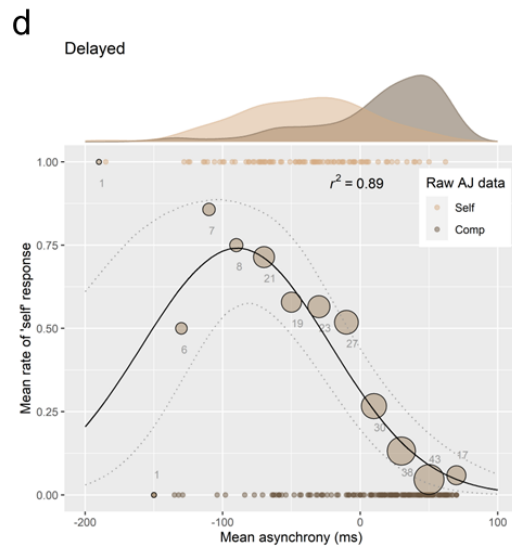 d
Delayed
1.00
1
r² = 0.89
Raw AJ data
Self
Comp
7
0.75
8
21
19
23
27
0.50
6
Mean rate of 'self' response
0.25
30
43
17
38
1
0.00
-200
-100
0
100
Mean asynchrony (ms)